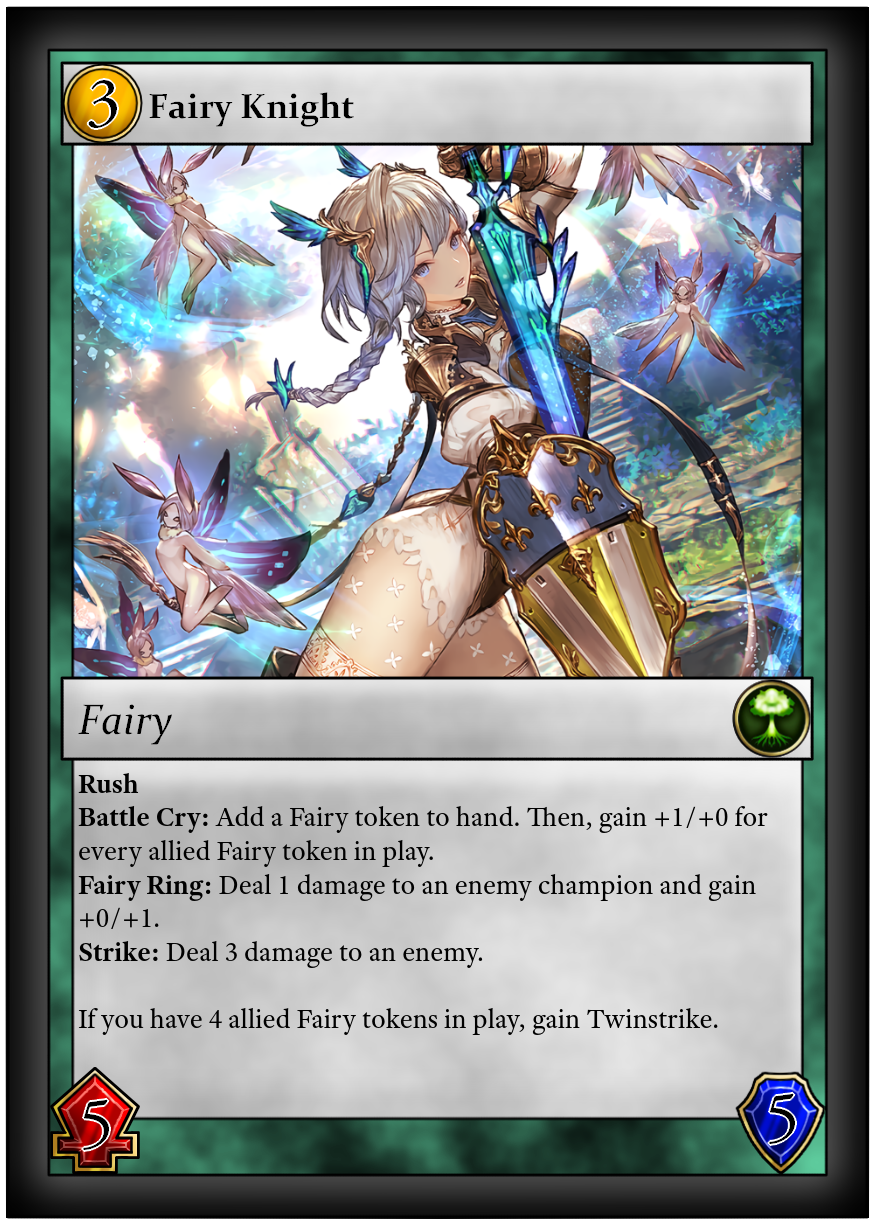 3 Fairy Knight
Fairy
Rush
Battle Cry: Add a Fairy token to hand. Then, gain +1/+0 for
every allied Fairy token in play.
Fairy Ring: Deal 1 damage to an enemy champion and gain
+0/+1.
Strike: Deal 3 damage to an enemy.
If you have 4 allied Fairy tokens in play, gain Twinstrike.
5 5